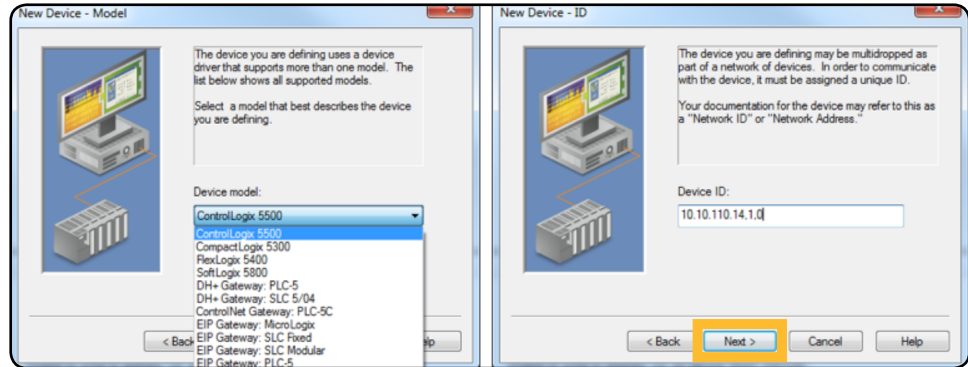 New Device - Model
The device you are defining uses a device
driver that supports more than one model. The
list below shows all supported models.
Select a model that best describes the device
you are defining.
Device model:
ControlLogix 5500
ControlLogix 5500
CompactLogix 5300
FlexLogix 5400
SoftLogix 5800
DH+ Gateway: PLC-5
DH+ Gateway: SLC 5/04
ControlNet Gateway: PLC-5C
EIP Gateway: MicroLogix
EIP Gateway: SLC Fixed
EIP Gateway: SLC Modular
EIP Gateway: PLC-5
< Back
New Device - ID
The device you are defining may be multidropped as
part of a network of devices. In order to communicate
with the device, it must be assigned a unique ID.
Your documentation for the device may refer to this as
a "Network ID" or "Network Address."
Device ID:
10.10.110.14,1,0
< Back Next > Cancel Help